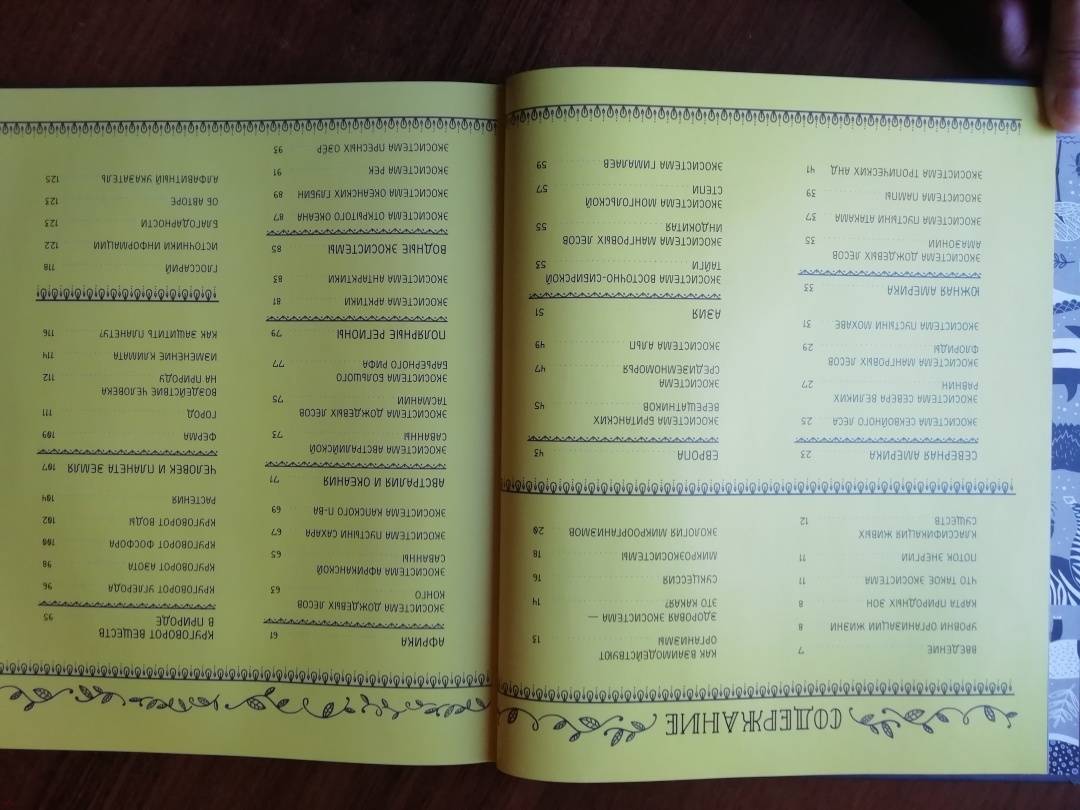 СОДЕРЖАНИЕ
ВВЕДЕНИЕ 7
УРОВНИ ОРГАНИЗАЦИИ ЖИЗНИ 8
КАРТА ПРИРОДНЫХ ЗОН 8
ЧТО ТАКОЕ ЭКОСИСТЕМА 11
ПОТОК ЭНЕРГИИ 11
КЛАССИФИКАЦИЯ ЖИВЫХ
СУЩЕСТВ 12
КАК ВЗАИМОДЕЙСТВУЮТ
ОРГАНИЗМЫ 13
ЗДОРОВАЯ ЭКОСИСТЕМА —
ЭТО КАКАЯ? 14
СУКЦЕССИЯ 16
МИКРОЭКОСИСТЕМЫ 18
ЭКОЛОГИЯ МИКРООРГАНИЗМОВ 20
СЕВЕРНАЯ АМЕРИКА 23
ЭКОСИСТЕМА СЕКВОЙНОГО ЛЕСА 25
ЭКОСИСТЕМА СЕВЕРА ВЕЛИКИХ
РАВНИН 27
ЭКОСИСТЕМА МАНГРОВЫХ ЛЕСОВ
ФЛОРИДЫ 29
ЭКОСИСТЕМА ПУСТЫНИ МОХАВЕ 31
ЮЖНАЯ АМЕРИКА 33
ЭКОСИСТЕМА ДОЖДЕВЫХ ЛЕСОВ
АМАЗОНИИ 35
ЭКОСИСТЕМА ПУСТЫНИ АТАКАМА 37
ЭКОСИСТЕМА ПАМПЫ 39
ЭКОСИСТЕМА ТРОПИЧЕСКИХ АНД 41
ЕВРОПА 43
ЭКОСИСТЕМА БРИТАНСКИХ
ВЕРЕЩАТНИКОВ 45
ЭКОСИСТЕМА
СРЕДИЗЕМНОМОРЬЯ 47
ЭКОСИСТЕМА АЛЬП 49
АЗИЯ 51
ЭКОСИСТЕМА ВОСТОЧНО-СИБИРСКОЙ
ТАЙГИ 53
ЭКОСИСТЕМА МАНГРОВЫХ ЛЕСОВ
ИНДОКИТАЯ 55
ЭКОСИСТЕМА МОНГОЛЬСКОЙ
СТЕПИ 57
ЭКОСИСТЕМА ГИМАЛАЕВ 59
АФРИКА 61
ЭКОСИСТЕМА ДОЖДЕВЫХ ЛЕСОВ
КОНГО 63
ЭКОСИСТЕМА АФРИКАНСКОЙ
САВАННЫ 65
ЭКОСИСТЕМА ПУСТЫНИ САХАРА 67
ЭКОСИСТЕМА КАПСКОГО П-ВА 69
АВСТРАЛИЯ И ОКЕАНИЯ 71
ЭКОСИСТЕМА АВСТРАЛИЙСКОЙ
САВАННЫ 73
ЭКОСИСТЕМА ДОЖДЕВЫХ ЛЕСОВ
ТАСМАНИИ 75
ЭКОСИСТЕМА БОЛЬШОГО
БАРЬЕРНОГО РИФА 77
ПОЛЯРНЫЕ РЕГИОНЫ 79
ЭКОСИСТЕМА АРКТИКИ 81
ЭКОСИСТЕМА АНТАРКТИКИ 83
ВОДНЫЕ ЭКОСИСТЕМЫ 85
ЭКОСИСТЕМА ОТКРЫТОГО ОКЕАНА 87
ЭКОСИСТЕМА ОКЕАНСКИХ ГЛУБИН 89
ЭКОСИСТЕМА РЕК 91
ЭКОСИСТЕМА ПРЕСНЫХ ОЗЁР 93
КРУГОВОРОТ ВЕЩЕСТВ
В ПРИРОДЕ 95
КРУГОВОРОТ УГЛЕРОДА 96
КРУГОВОРОТ АЗОТА 98
КРУГОВОРОТ ФОСФОРА 100
КРУГОВОРОТ ВОДЫ 102
РАСТЕНИЯ 104
ЧЕЛОВЕК И ПЛАНЕТА ЗЕМЛЯ 107
ФЕРМА 109
ГОРОД 111
ВОЗДЕЙСТВИЕ ЧЕЛОВЕКА
НА ПРИРОДУ 112
ИЗМЕНЕНИЕ КЛИМАТА 114
КАК ЗАЩИТИТЬ ПЛАНЕТУ? 116
ГЛОССАРИЙ 118
ИСТОЧНИКИ ИНФОРМАЦИИ 122
БЛАГОДАРНОСТИ 123
ОБ АВТОРЕ 123
АЛФАВИТНЫЙ УКАЗАТЕЛЬ 125